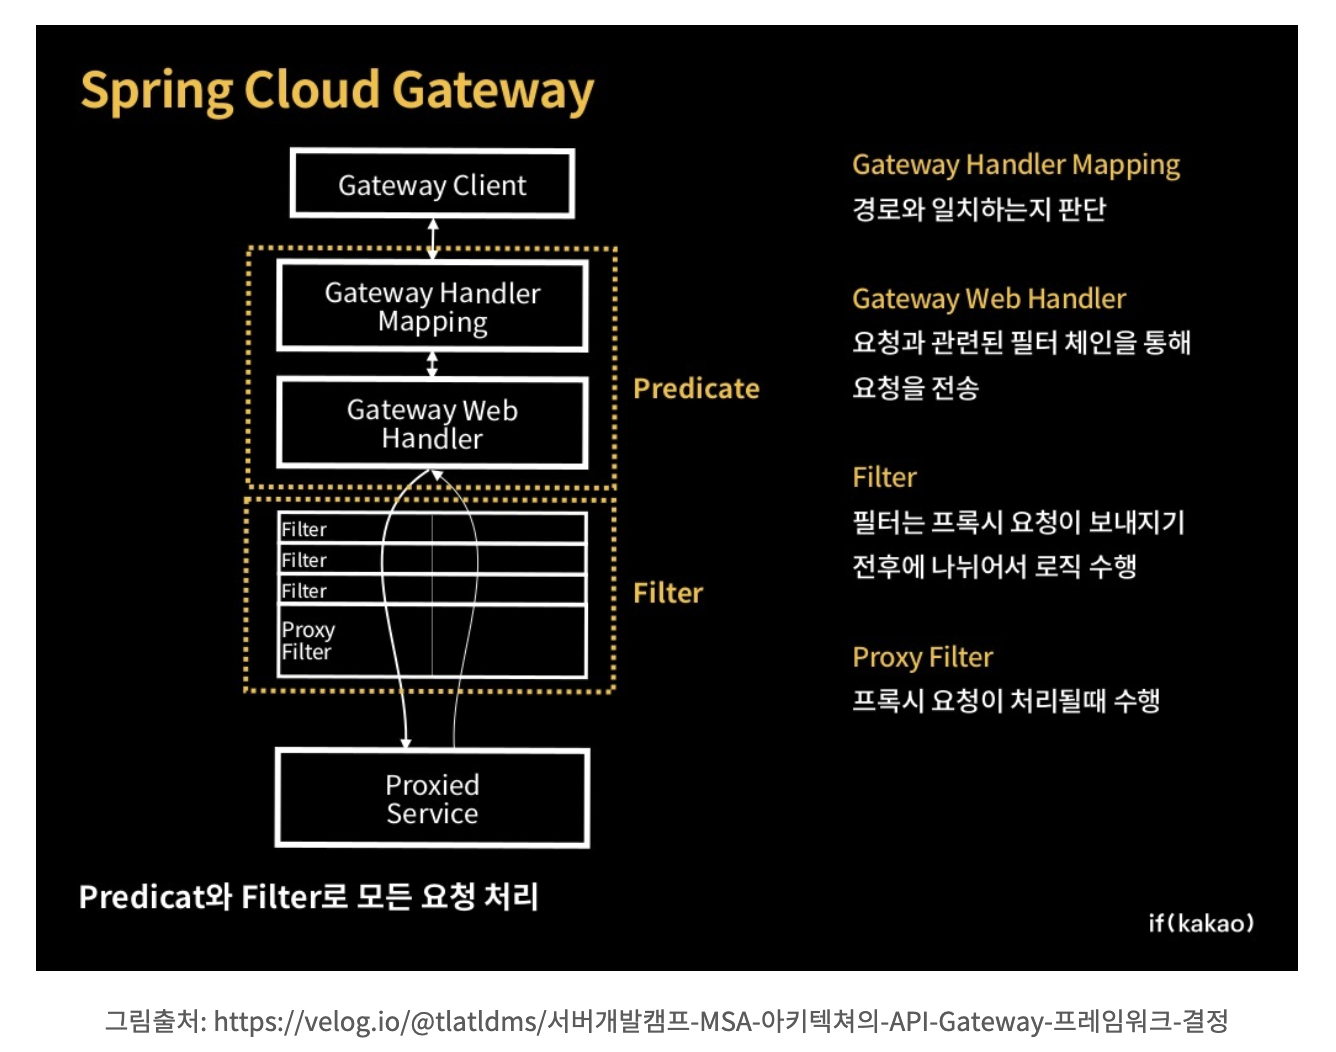 Spring Cloud Gateway
Gateway Client
Gateway Handler
Mapping
Gateway Web
Handler
Predicate
Filter
Filter
Filter
Proxy
Filter
Filter
Proxied
Service
Gateway Handler Mapping
경로와 일치하는지 판단
Gateway Web Handler
요청과 관련된 필터 체인을 통해
요청을 전송
Filter
필터는 프록시 요청이 보내지기
전후에 나뉘어서 로직 수행
Proxy Filter
프록시 요청이 처리될때 수행
Predicat와 Filter로 모든 요청 처리
if(kakao)
그림출처: https://velog.io/@tlatldms/서버개발캠프-MSA-아키텍쳐의-API-Gateway-프레임워크-결정